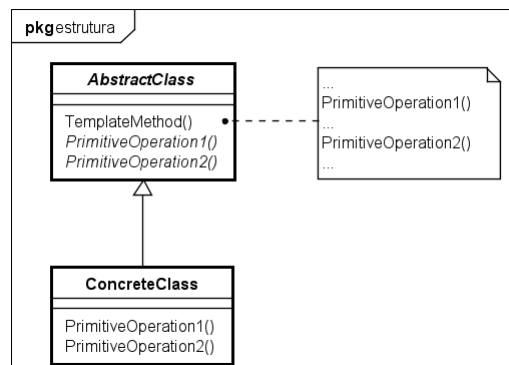 pkg estrutura
AbstractClass
TemplateMethod()
PrimitiveOperation1()
PrimitiveOperation2()
...
PrimitiveOperation1()
...
PrimitiveOperation2()
...
ConcreteClass
PrimitiveOperation1()
PrimitiveOperation2()